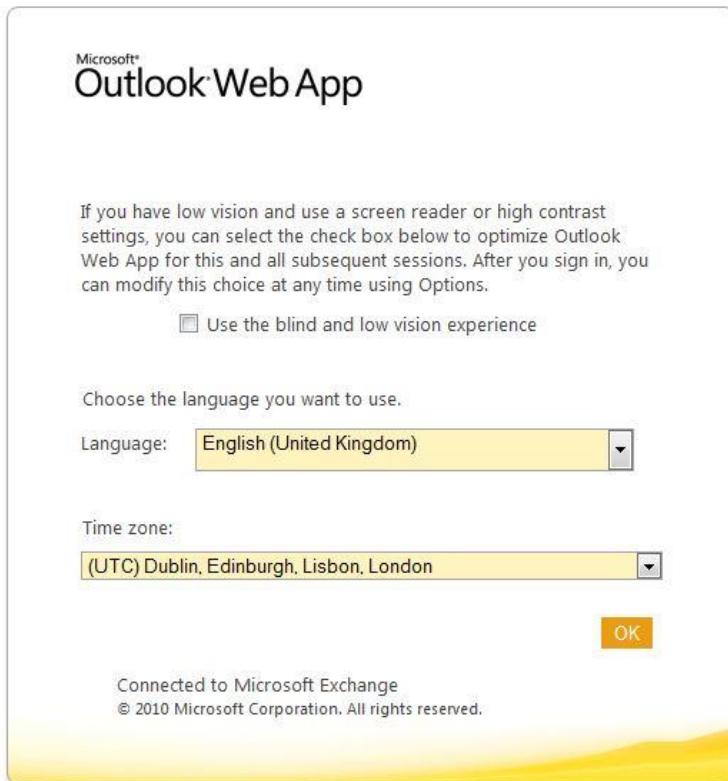 Microsoft®
Outlook® Web App
If you have low vision and use a screen reader or high contrast
settings, you can select the check box below to optimize Outlook
Web App for this and all subsequent sessions. After you sign in, you
can modify this choice at any time using Options.
Use the blind and low vision experience
Choose the language you want to use.
Language: English (United Kingdom)
Time zone:
(UTC) Dublin, Edinburgh, Lisbon, London
OK
Connected to Microsoft Exchange
© 2010 Microsoft Corporation. All rights reserved.